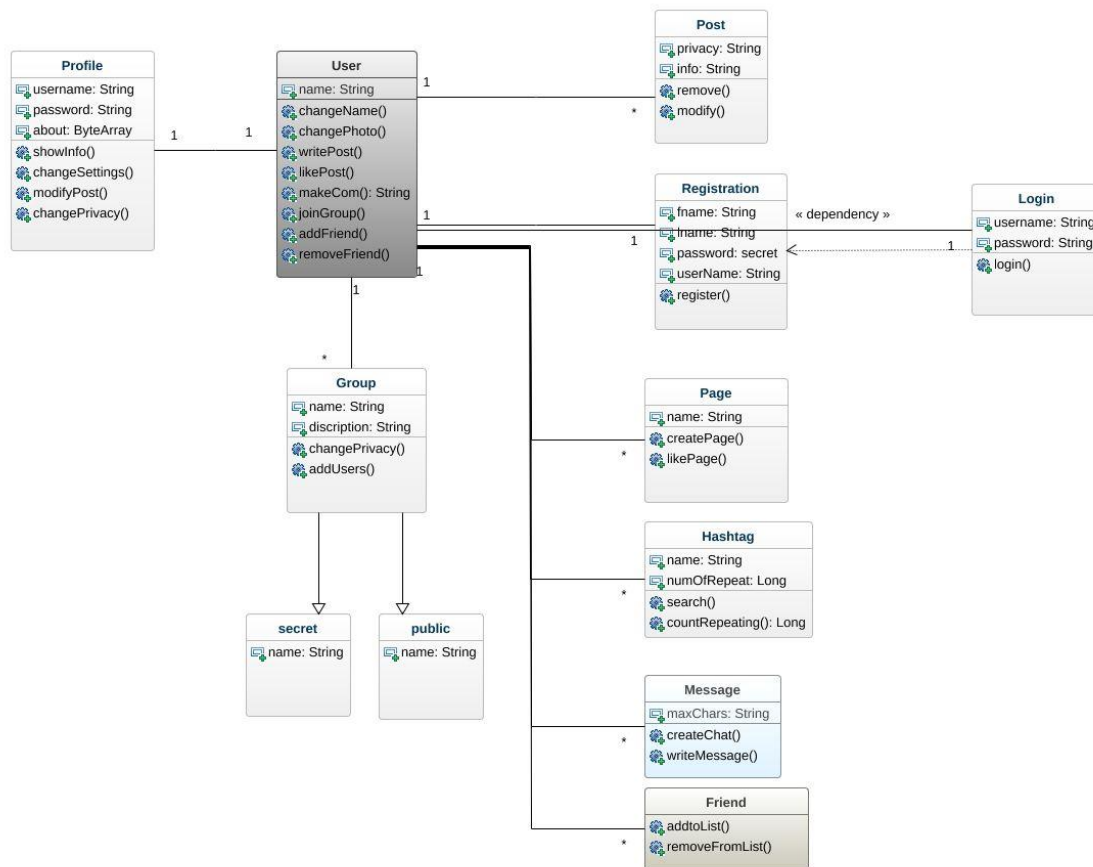 Profile
username: String
password: String
about: ByteArray
showInfo()
changeSettings()
modifyPost()
changePrivacy()
1
1
User
name: String
changeName()
changePhoto()
writePost()
likePost()
makeCom(): String
joinGroup()
addFriend()
removeFriend()
1
*
Post
privacy: String
info: String
remove()
modify()
1
1
Registration
fname: String
lname: String
password: secret
userName: String
register()
« dependency »
1
Login
username: String
password: String
login()
1
1
*
Group
name: String
discription: String
changePrivacy()
addUsers()
secret
name: String
public
name: String
*
Page
name: String
createPage()
likePage()
*
Hashtag
name: String
numOfRepeat: Long
search()
countRepeating(): Long
*
Message
maxChars: String
createChat()
writeMessage()
*
Friend
addtoList()
removeFromList()